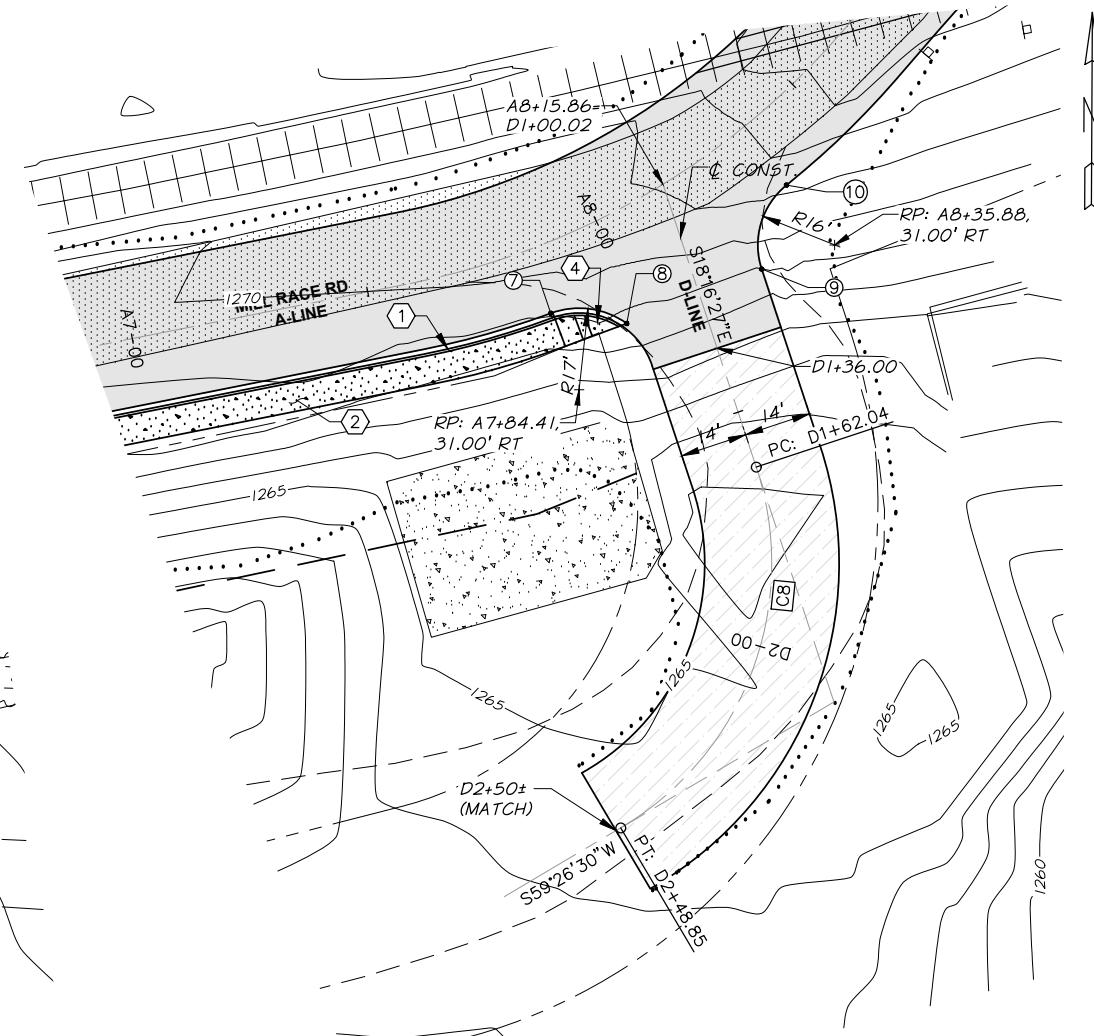 A8+15.86=
D1+00.02
℄ CONST.
10
R16'
RP: A8+35.88,
31.00' RT
A8-00
7
4
8
9
S18°16'27"E
D-LINE
1270
MILL RACE RD
A-LINE
1
A7-00
D1+36.00
R17'
2
RP: A7+84.41,
31.00' RT
14'
14'
PC: D1+62.04
1265
C8
D2-00
1265
1265
1265
1265
D2+50±
(MATCH)
S59°26'30"W
PT: D2+48.85
1260
N